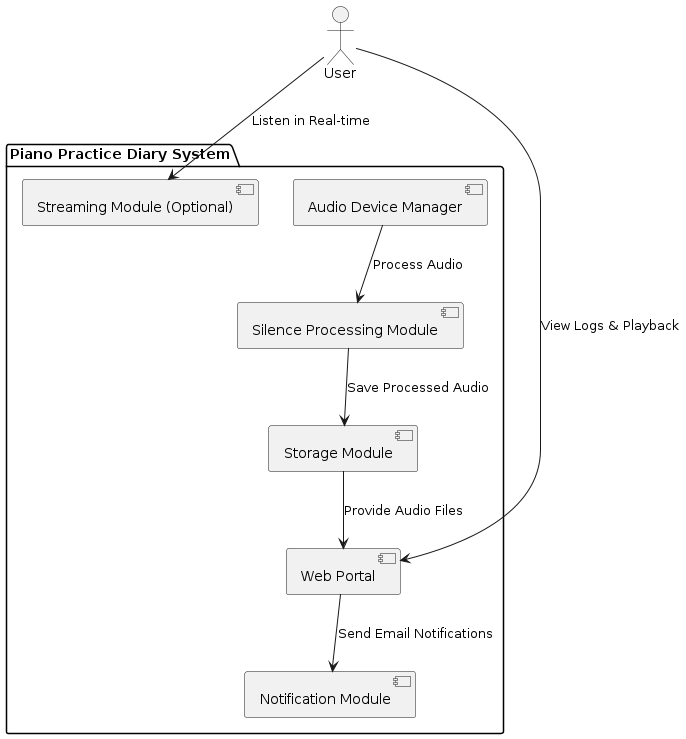 User
Listen in Real-time
Piano Practice Diary System
Streaming Module (Optional)
Audio Device Manager
Process Audio
Silence Processing Module
View Logs & Playback
Save Processed Audio
Storage Module
Provide Audio Files
Web Portal
Send Email Notifications
Notification Module